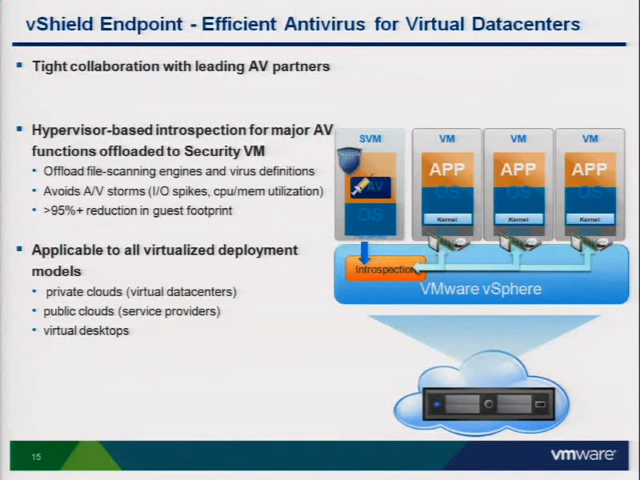 vShield Endpoint - Efficient Antivirus for Virtual Datacenters
Tight collaboration with leading AV partners
Hypervisor-based introspection for major AV
functions offloaded to Security VM
Offload file-scanning engines and virus definitions
Avoids A/V storms (I/O spikes, cpu/mem utilization)
>95%+ reduction in guest footprint
Applicable to all virtualized deployment
models
private clouds (virtual datacenters)
public clouds (service providers)
virtual desktops
SVM
VM
VM
VM
AV
OS
APP
OS
Kernel
APP
OS
Kernel
APP
OS
Kernel
Introspection
VMware vSphere
15
vmware